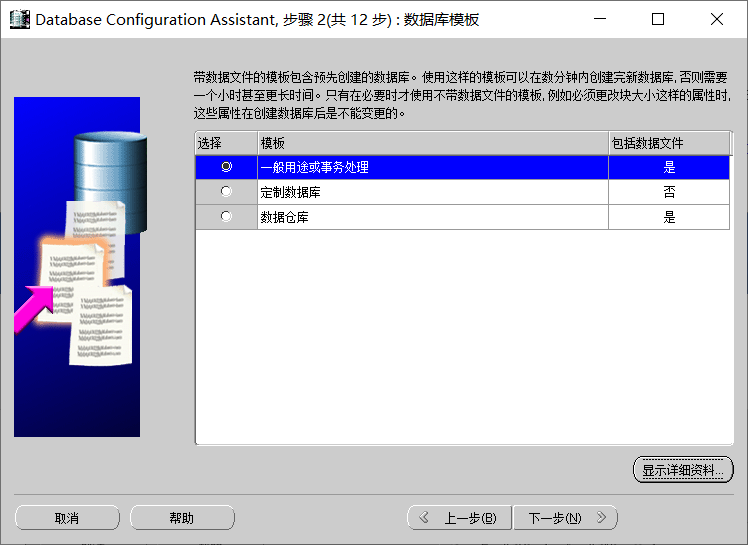 Database Configuration Assistant, 步骤 2(共 12 步) : 数据库模板
带数据文件的模板包含预先创建的数据库。使用这样的模板可以在数分钟内创建完新数据库, 否则需要
一个小时甚至更长时间。只有在必要时才使用不带数据文件的模板, 例如必须更改块大小这样的属性时,
这些属性在创建数据库后是不能变更的。
选择 模板 包括数据文件
一般用途或事务处理 是
定制数据库 否
数据仓库 是
显示详细资料...
取消 帮助 上一步(B) 下一步(N)